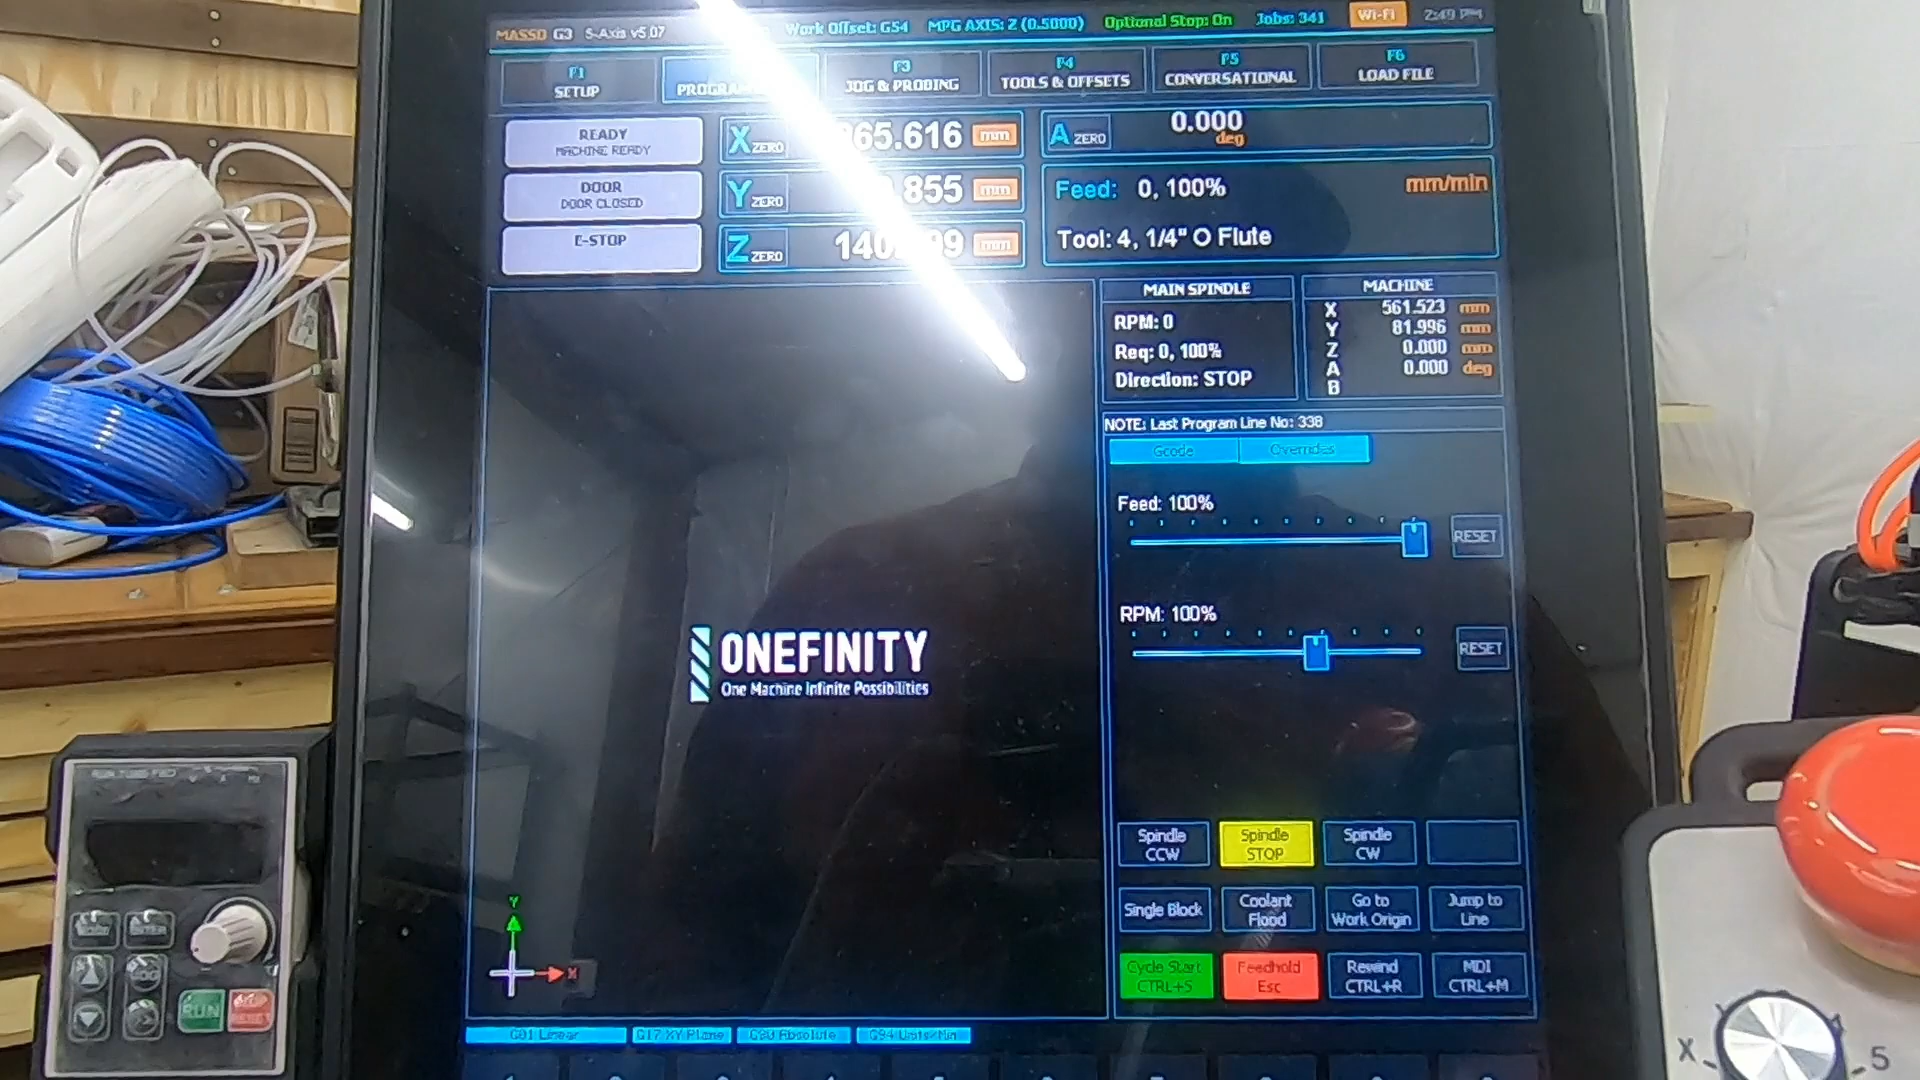 MASSO G3 5-Axis v5.07 Work Offset: G54 MPG AXIS: Z (0.5000) Optional Stop: On Jobs: 341 Wi-Fi 2:49 PM
F1 F3 F4 F5 F6
SETUP JOG & PROBING TOOLS & OFFSETS CONVERSATIONAL LOAD FILE
READY
MACHINE READY
DOOR
DOOR CLOSED
E-STOP
X ZERO 65.616 mm
Y ZERO 855 mm
Z ZERO mm
A ZERO 0.000
deg
Feed: 0, 100% mm/min
Tool: 4, 1/4" O Flute
MAIN SPINDLE
RPM: 0
Req: 0, 100%
Direction: STOP
MACHINE
X 561.523 mm
Y 81.996 mm
Z 0.000 mm
A 0.000 deg
B
NOTE: Last Program Line No: 338
Gcode Overrides
Feed: 100%
RESET
RPM: 100%
RESET
ONEFINITY
One Machine Infinite Possibilities
Spindle CCW
Spindle STOP
Spindle CW
Single Block
Coolant Flood
Go to Work Origin
Jump to Line
Cycle Start CTRL+S
Feedhold Esc
Rewind CTRL+R
MDI CTRL+M
Y
X
G01 Linear G17 XY Plane G90 Absolute G94 Units/Min
ENTER
JOG
RUN
X 5